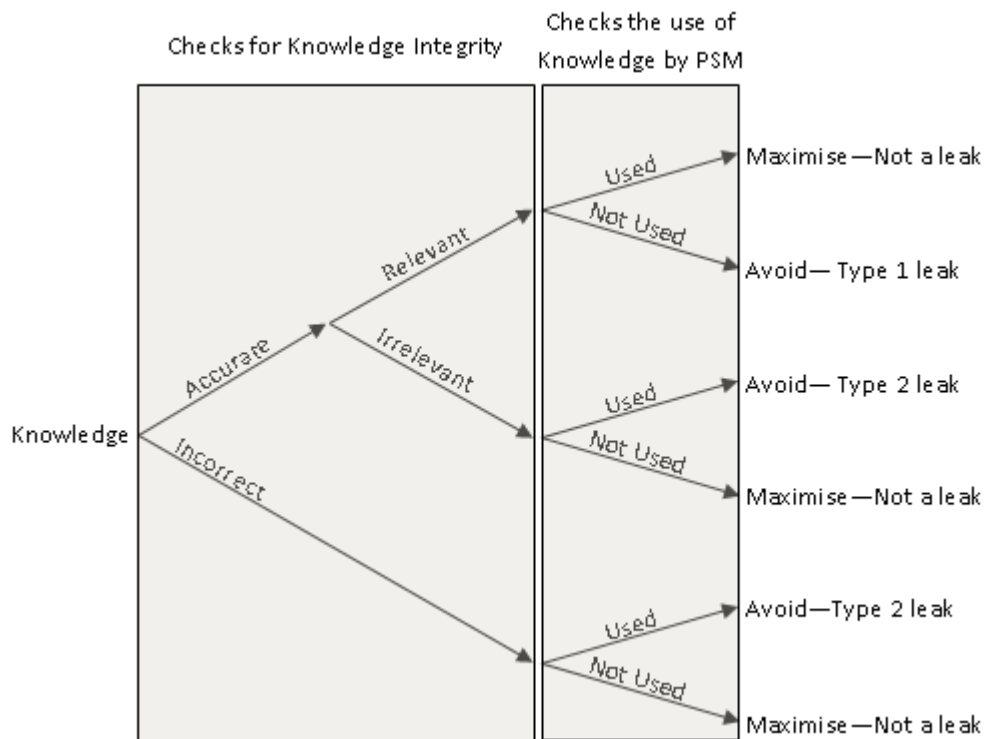 Checks for Knowledge Integrity
Checks the use of
Knowledge by PSM
Used
Maximise—Not a leak
Not Used
Relevant
Avoid— Type 1 leak
Accurate
Irrelevant
Used
Avoid— Type 2 leak
Knowledge
Not Used
Incorrect
Maximise—Not a leak
Used
Avoid—Type 2 leak
Not Used
Maximise—Not a leak